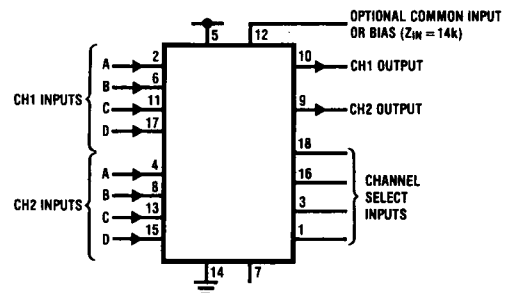 OPTIONAL COMMON INPUT
OR BIAS (ZIN = 14k)
5
12
10
CH1 OUTPUT
9
CH2 OUTPUT
CH1 INPUTS
A 2
B 6
C 11
D 17
CH2 INPUTS
A 4
B 8
C 13
D 15
18
16
3
1
CHANNEL
SELECT
INPUTS
14
7